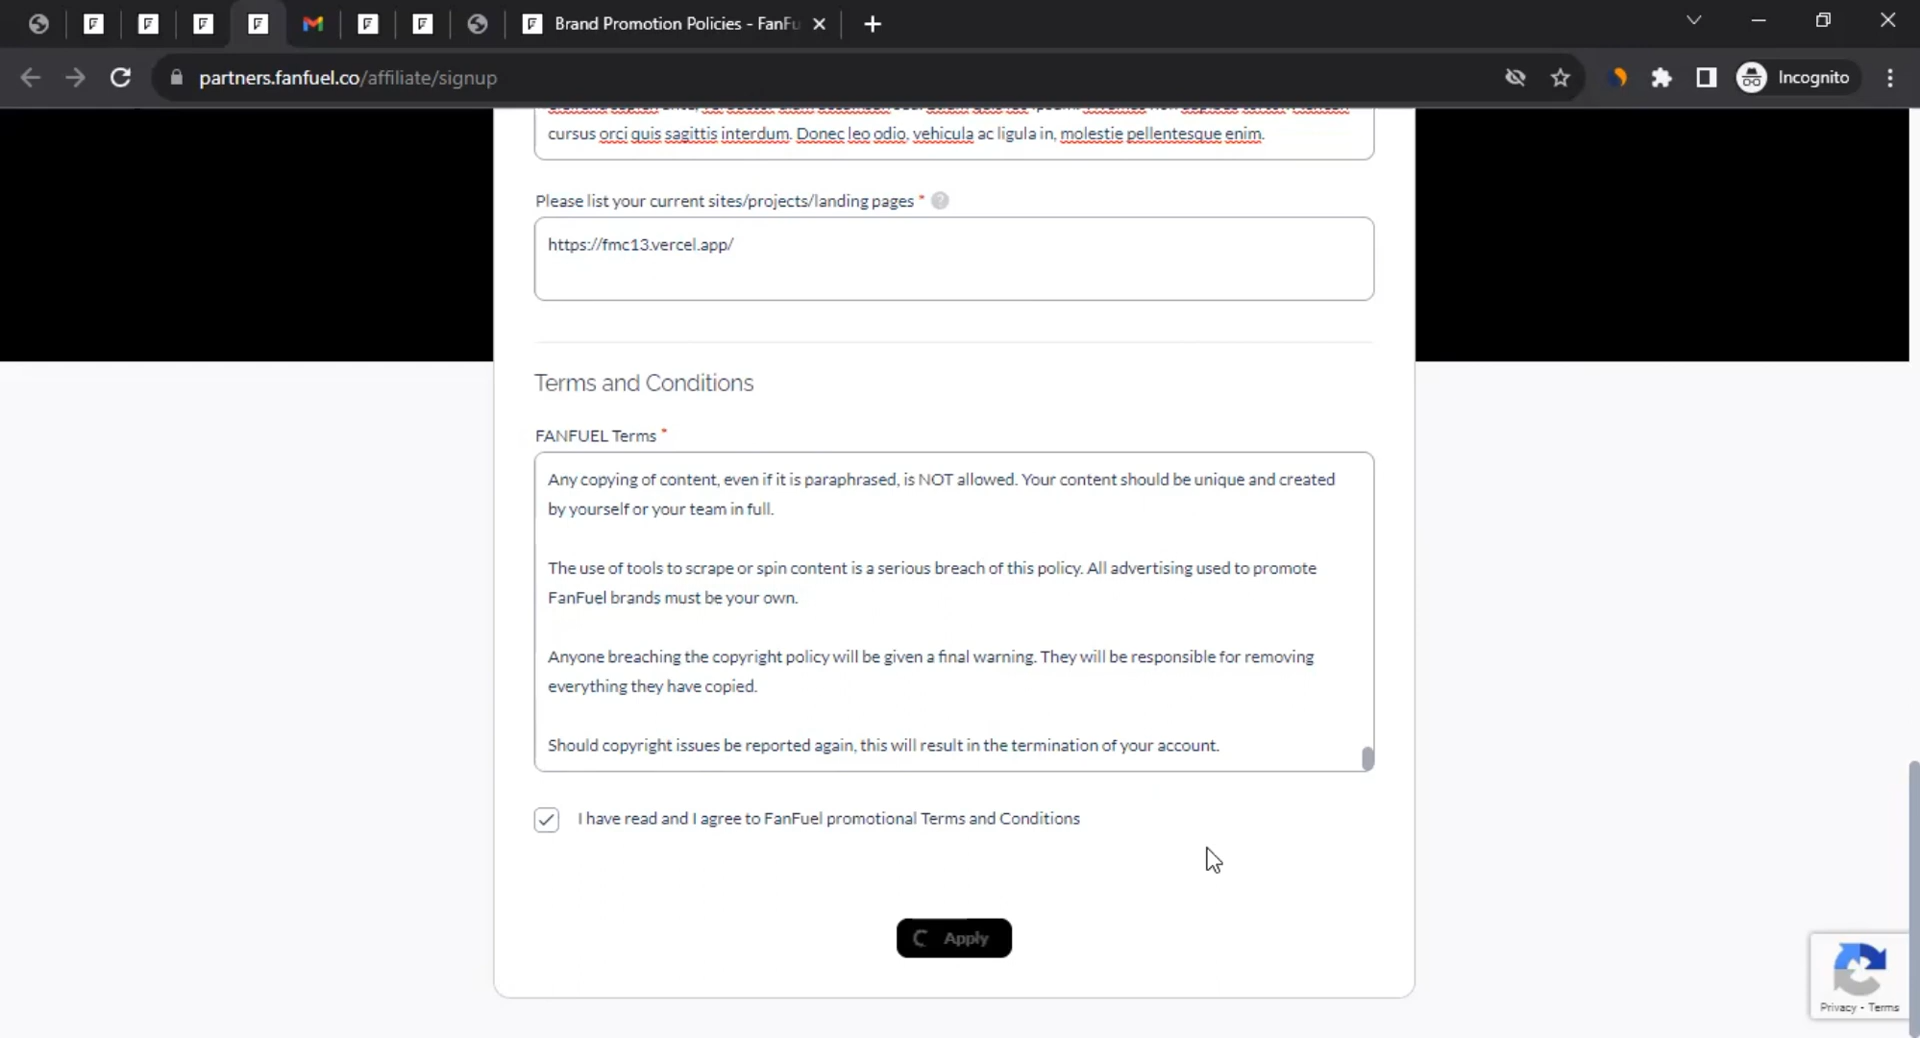 Brand Promotion Policies - FanFu
partners.fanfuel.co/affiliate/signup
Incognito
cursus orci quis sagittis interdum. Donec leo odio, vehicula ac ligula in, molestie pellentesque enim.
Please list your current sites/projects/landing pages * ?
https://fmc13.vercel.app/
Terms and Conditions
FANFUEL Terms *
Any copying of content, even if it is paraphrased, is NOT allowed. Your content should be unique and created
by yourself or your team in full.
The use of tools to scrape or spin content is a serious breach of this policy. All advertising used to promote
FanFuel brands must be your own.
Anyone breaching the copyright policy will be given a final warning. They will be responsible for removing
everything they have copied.
Should copyright issues be reported again, this will result in the termination of your account.
I have read and I agree to FanFuel promotional Terms and Conditions
Apply
Privacy - Terms